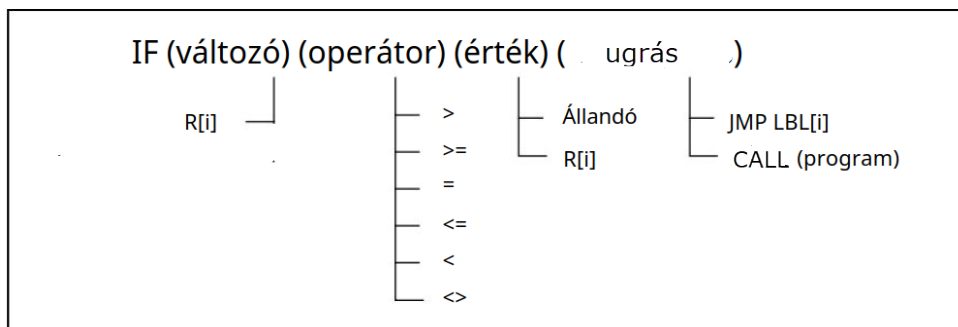 IF (változó) (operátor) (érték) ( ugrás )
R[i] > Állandó JMP LBL[i]
>= R[i] CALL (program)
=
<=
<
<>